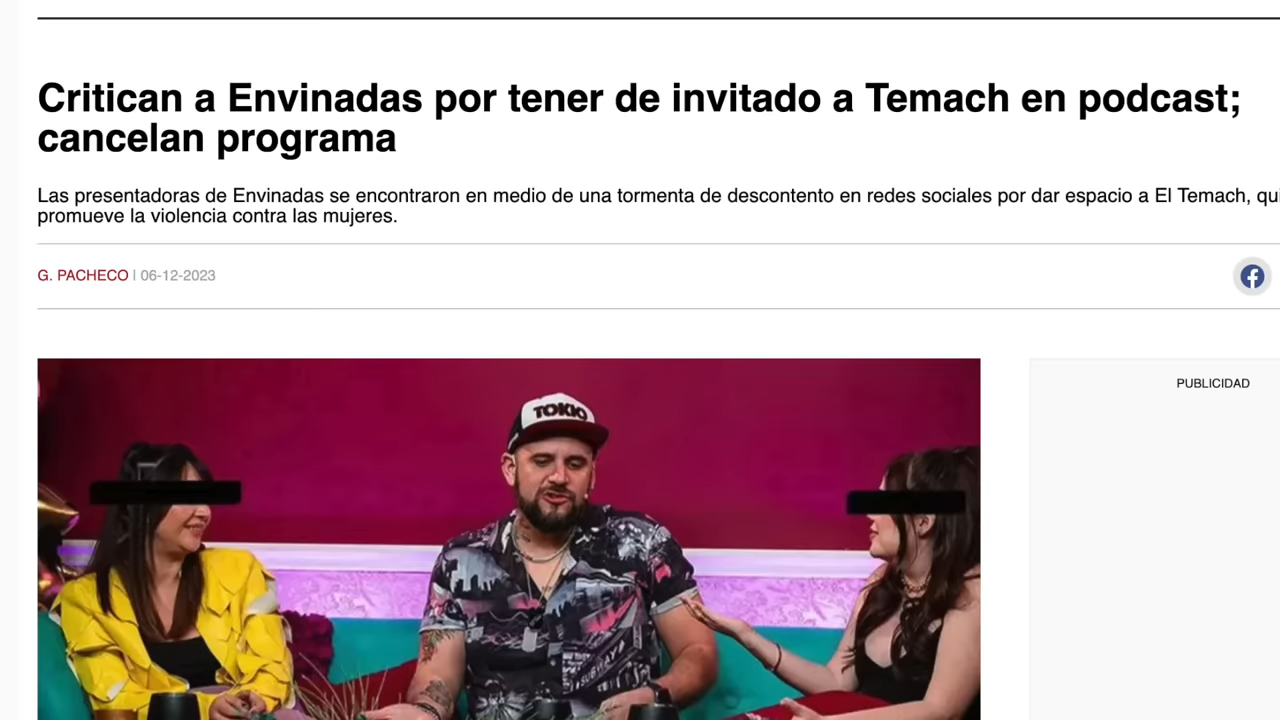 Critican a Envinadas por tener de invitado a Temach en podcast;
cancelan programa
Las presentadoras de Envinadas se encontraron en medio de una tormenta de descontento en redes sociales por dar espacio a El Temach, qui
promueve la violencia contra las mujeres.
G. PACHECO | 06-12-2023
PUBLICIDAD
TOKIO
SUBWAY